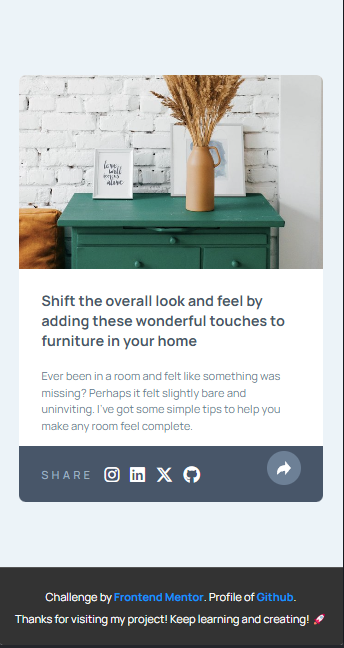 love
well
alive
Shift the overall look and feel by
adding these wonderful touches to
furniture in your home
Ever been in a room and felt like something was
missing? Perhaps it felt slightly bare and
uninviting. I've got some simple tips to help you
make any room feel complete.
SHARE
Challenge by Frontend Mentor. Profile of Github.
Thanks for visiting my project! Keep learning and creating! 🚀